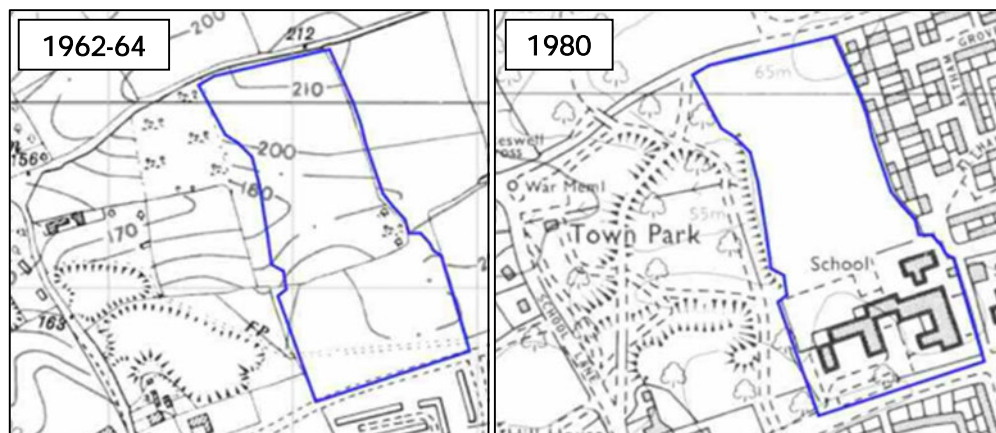 1962-64
200
212
210
200
180
170
156
163
F.P.
1980
65m
GROVE
eswell
oss
War Meml
55m
Town Park
School
SCHOOL LANE